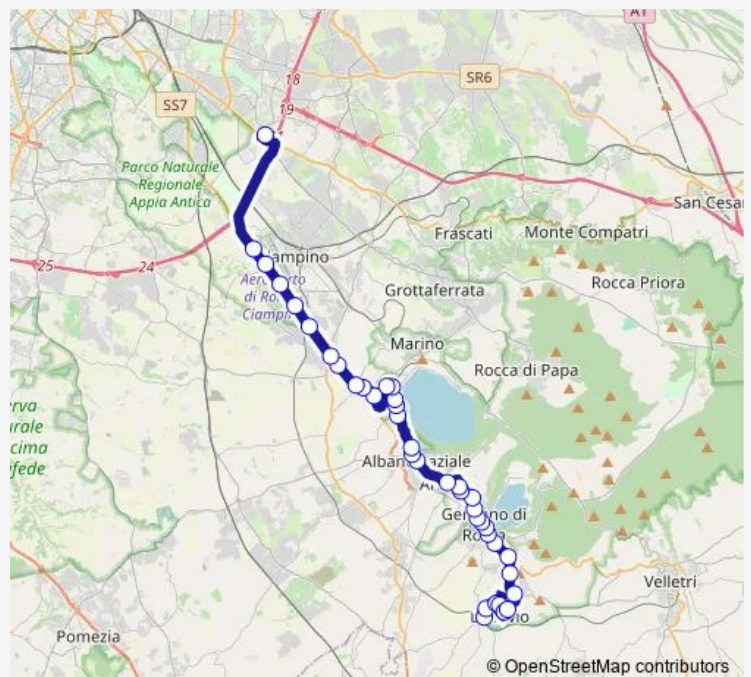 A1
18
SR6
SS7
19
Parco Naturale
Regionale
Appia Antica
San Cesar
Frascati
Monte Compatri
25
24
Ciampino
Rocca Priora
Grottaferrata
Marino
Rocca di Papa
Velletri
Pomezia
© OpenStreetMap contributors